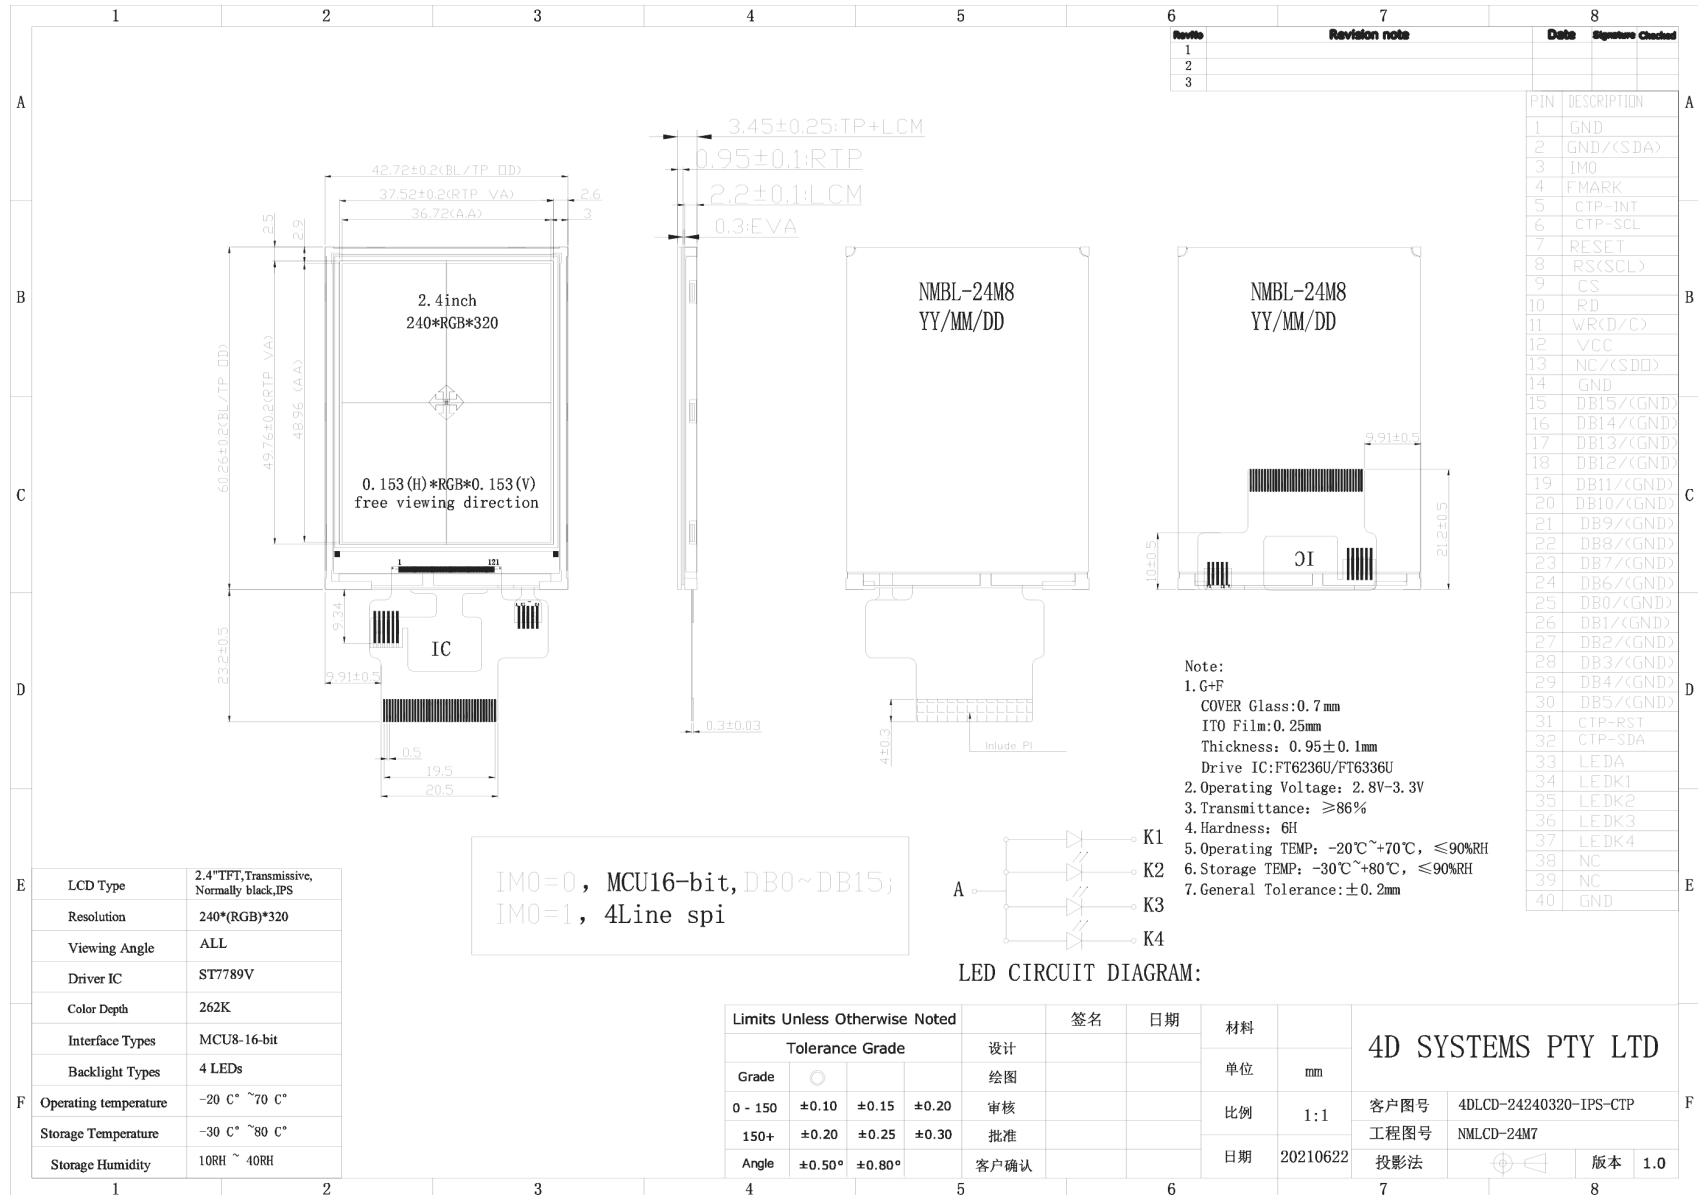 1 2 3 4 5 6 7 8
A
B
C
D
E
F
RevNo Revision note Date Signature Checked
1
2
3
PIN DESCRIPTION
1 GND
2 GND/(SDA)
3 IM0
4 FMARK
5 CTP-INT
6 CTP-SCL
7 RESET
8 RS(SCL)
9 CS
10 RD
11 WR(D/C)
12 VCC
13 NC/(SDO)
14 GND
15 DB15/(GND)
16 DB14/(GND)
17 DB13/(GND)
18 DB12/(GND)
19 DB11/(GND)
20 DB10/(GND)
21 DB9/(GND)
22 DB8/(GND)
23 DB7/(GND)
24 DB6/(GND)
25 DB0/(GND)
26 DB1/(GND)
27 DB2/(GND)
28 DB3/(GND)
29 DB4/(GND)
30 DB5/(GND)
31 CTP-RST
32 CTP-SDA
33 LEDA
34 LEDK1
35 LEDK2
36 LEDK3
37 LEDK4
38 NC
39 NC
40 GND
42.72±0.2(BL/TP OD)
37.52±0.2(RTP VA)
2.6
36.72(A.A)
3
2.5
2.9
60.26±0.2(BL/TP OD)
49.76±0.2(RTP VA)
48.96 (A.A)
2.4inch
240*RGB*320
0.153(H)*RGB*0.153(V)
free viewing direction
1 121
23.2±0.5
9.34
IC
9.91±0.5
0.5
19.5
20.5
3.45±0.25:TP+LCM
0.95±0.1:RTP
2.2±0.1:LCM
0.3:EVA
0.3±0.03
NMBL-24M8
YY/MM/DD
4±0.3
Inlude PI
NMBL-24M8
YY/MM/DD
9.91±0.5
10±0.5
21.2±0.5
IC
Note:
1.G+F
COVER Glass:0.7mm
ITO Film:0.25mm
Thickness: 0.95±0.1mm
Drive IC:FT6236U/FT6336U
2.Operating Voltage: 2.8V-3.3V
3.Transmittance: ≥86%
4.Hardness: 6H
5.Operating TEMP: -20℃~+70℃, ≤90%RH
6.Storage TEMP: -30℃~+80℃, ≤90%RH
7.General Tolerance:±0.2mm
IM0=0, MCU16-bit,DB0~DB15;
IM0=1, 4Line spi
A
K1
K2
K3
K4
LED CIRCUIT DIAGRAM:
LCD Type 2.4"TFT,Transmissive,
Normally black,IPS
Resolution 240*(RGB)*320
Viewing Angle ALL
Driver IC ST7789V
Color Depth 262K
Interface Types MCU8-16-bit
Backlight Types 4 LEDs
Operating temperature -20 C° ~70 C°
Storage Temperature -30 C° ~80 C°
Storage Humidity 10RH ~ 40RH
Limits Unless Otherwise Noted
Tolerance Grade
Grade
0 - 150 ±0.10 ±0.15 ±0.20
150+ ±0.20 ±0.25 ±0.30
Angle ±0.50° ±0.80°
签名 日期
设计
绘图
审核
批准
客户确认
材料
单位 mm
比例 1:1
日期 20210622
4D SYSTEMS PTY LTD
客户图号 4DLCD-24240320-IPS-CTP
工程图号 NMLCD-24M7
投影法 版本 1.0
A
B
C
D
E
F
1 2 3 4 5 6 7 8